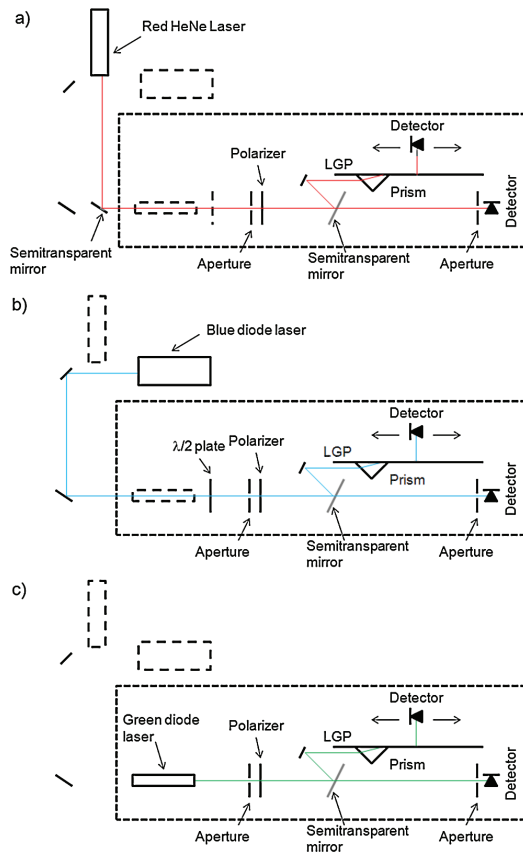 a)
Red HeNe Laser
Detector
Polarizer
LGP
Prism
Detector
Semitransparent
mirror
Aperture
Semitransparent
mirror
Aperture
b)
Blue diode laser
Detector
λ/2 plate
Polarizer
LGP
Prism
Detector
Aperture
Semitransparent
mirror
Aperture
c)
Detector
Green diode
laser
Polarizer
LGP
Prism
Detector
Aperture
Semitransparent
mirror
Aperture